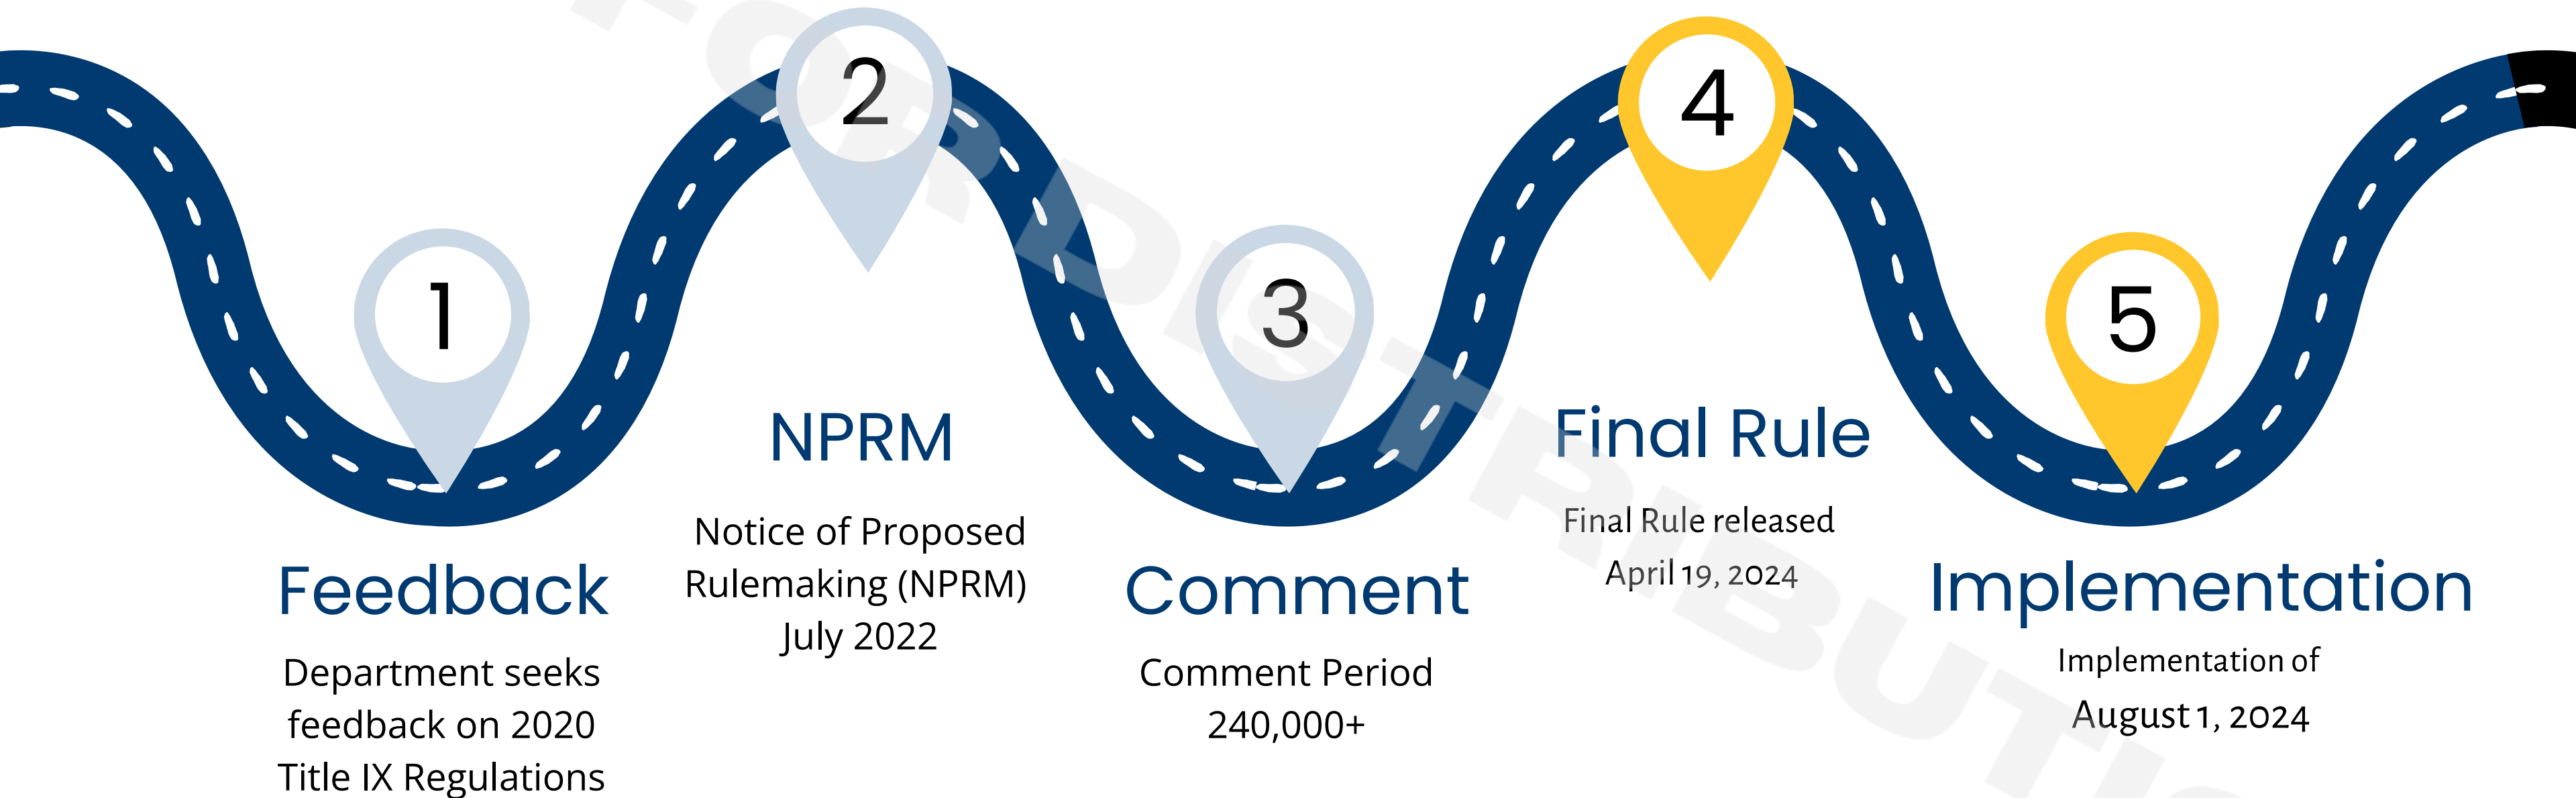 1
Feedback
Department seeks
feedback on 2020
Title IX Regulations
2
NPRM
Notice of Proposed
Rulemaking (NPRM)
July 2022
3
Comment
Comment Period
240,000+
4
Final Rule
Final Rule released
April 19, 2024
5
Implementation
Implementation of
August 1, 2024
FOR DISTRIBUTI